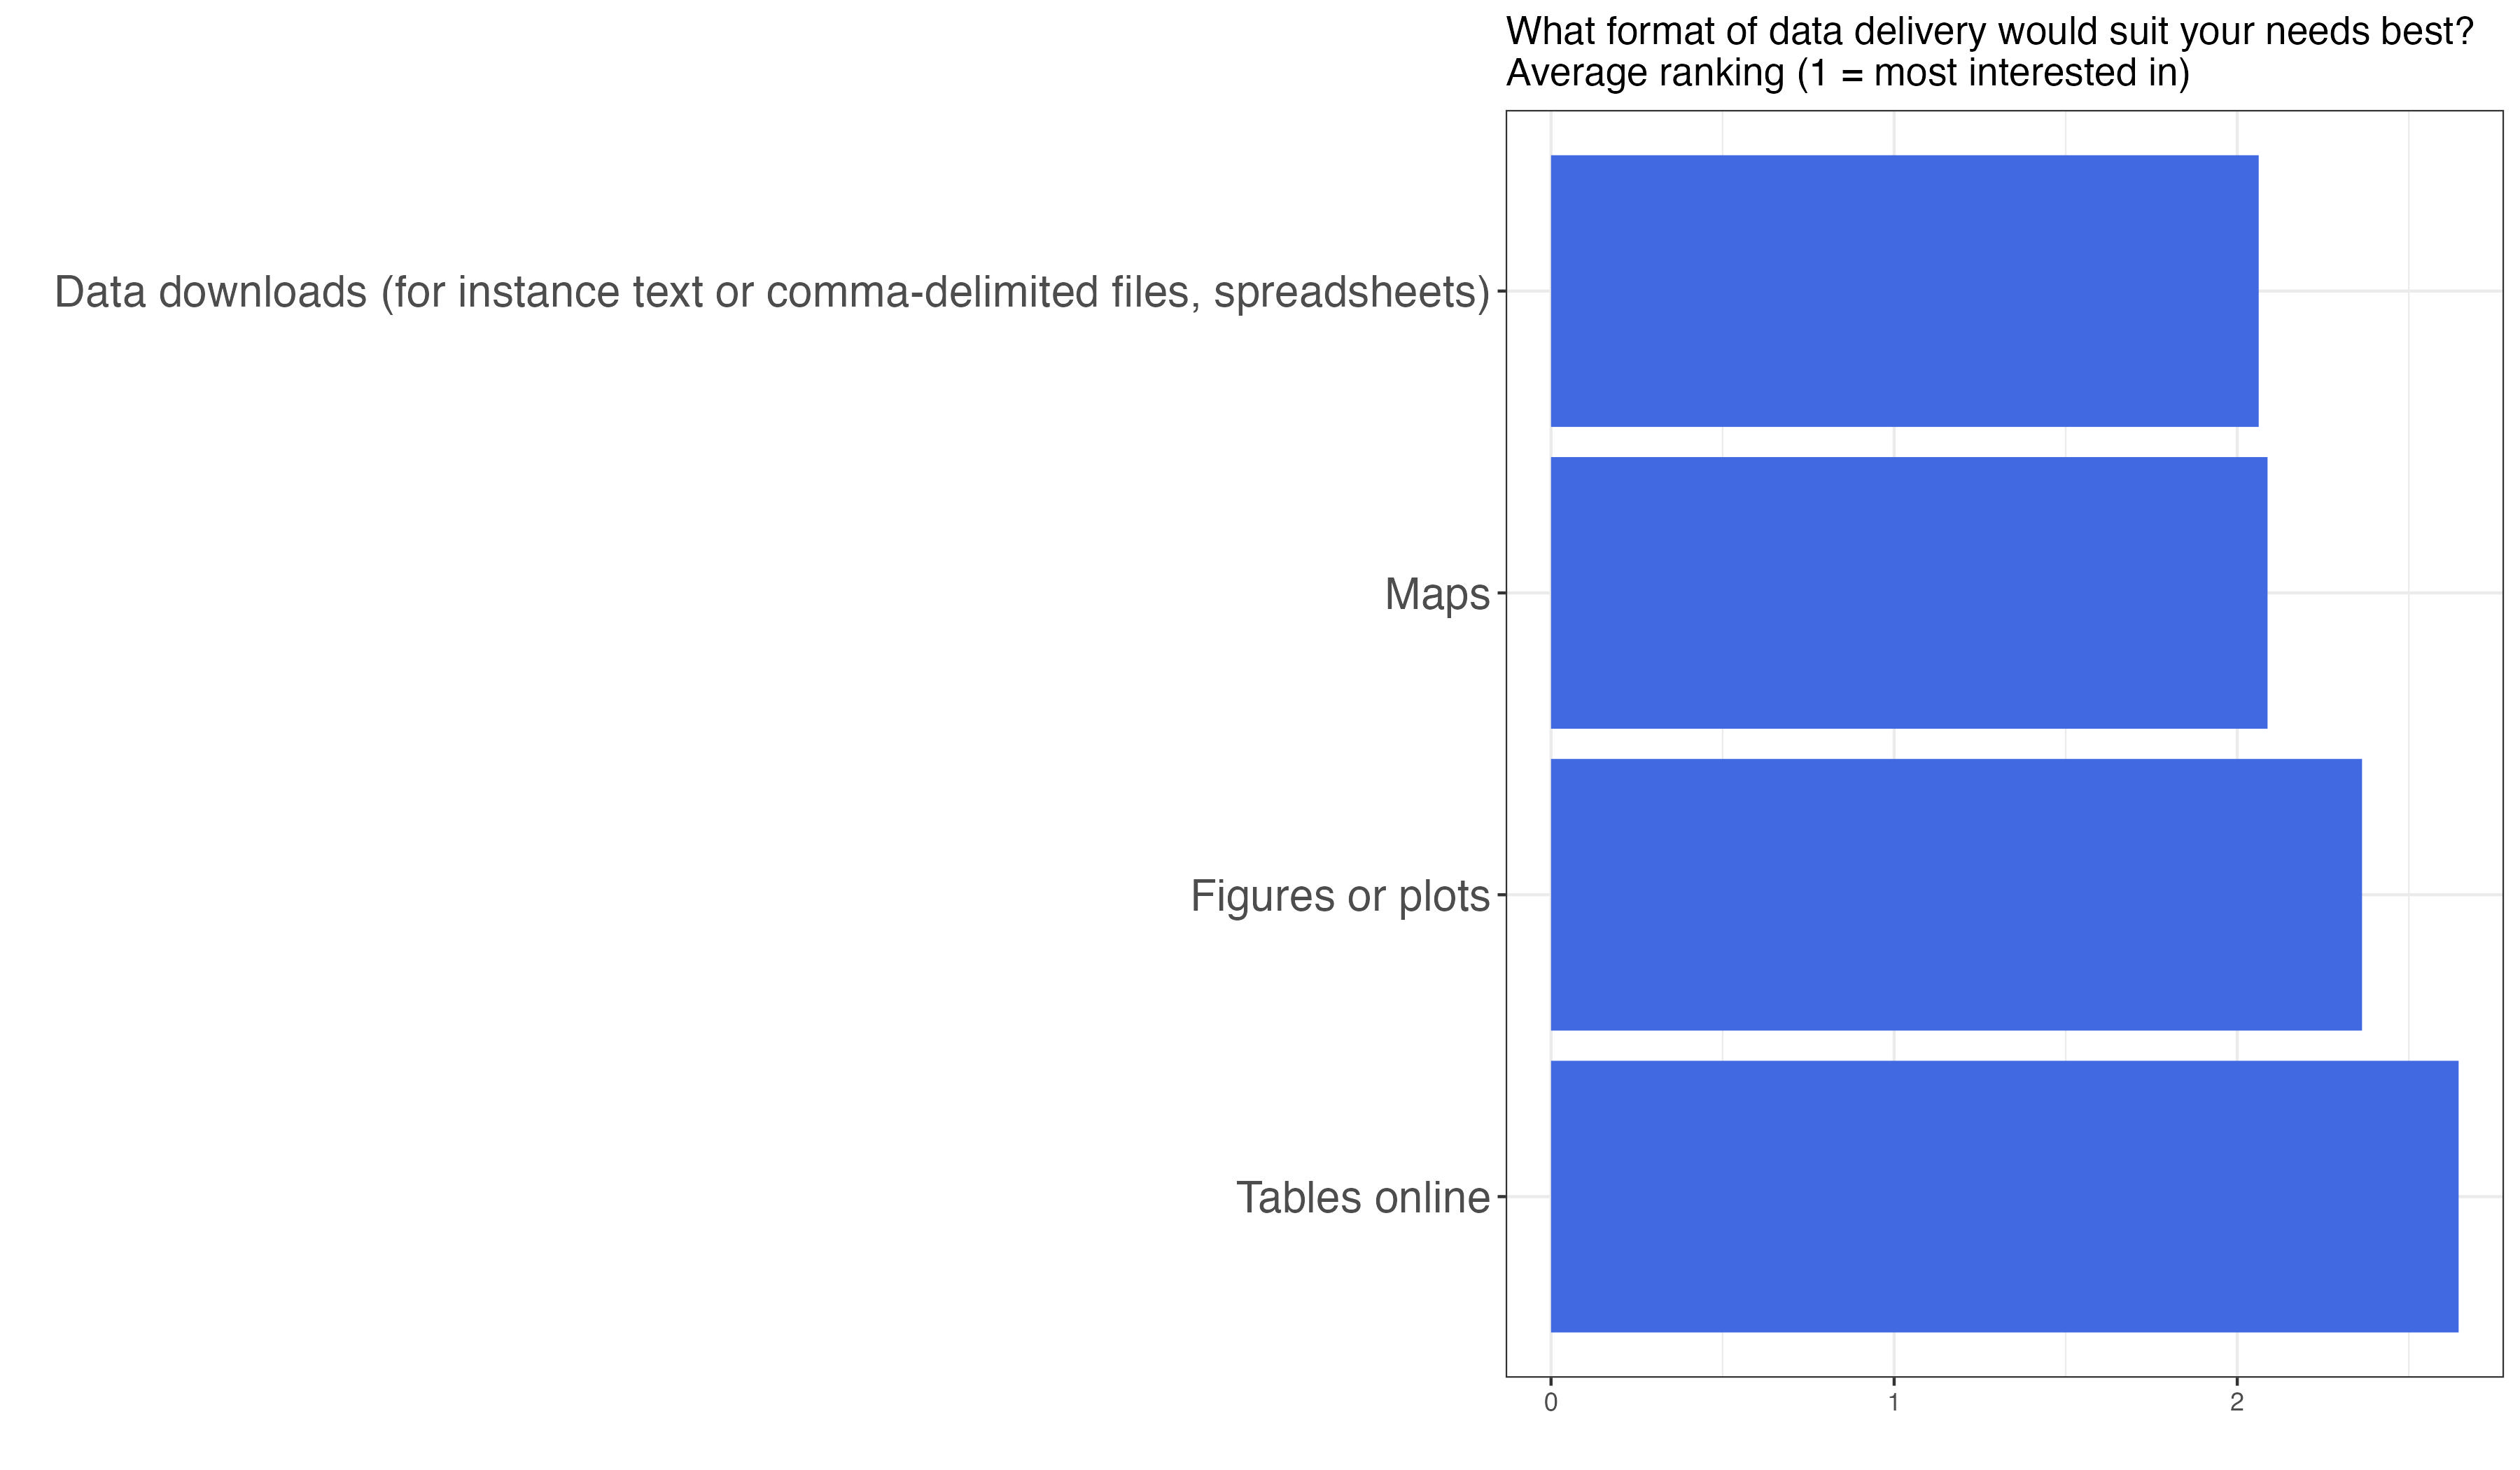 What format of data delivery would suit your needs best?
Average ranking (1 = most interested in)
Data downloads (for instance text or comma-delimited files, spreadsheets)
Maps
Figures or plots
Tables online
0 1 2